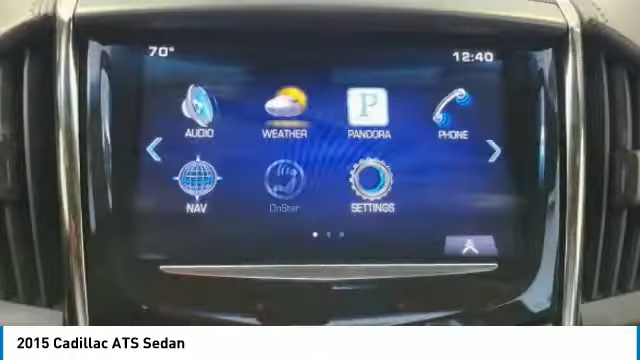 70°
12:40
AUDIO
WEATHER
P
PANDORA
PHONE
NAV
OnStar
SETTINGS
2015 Cadillac ATS Sedan